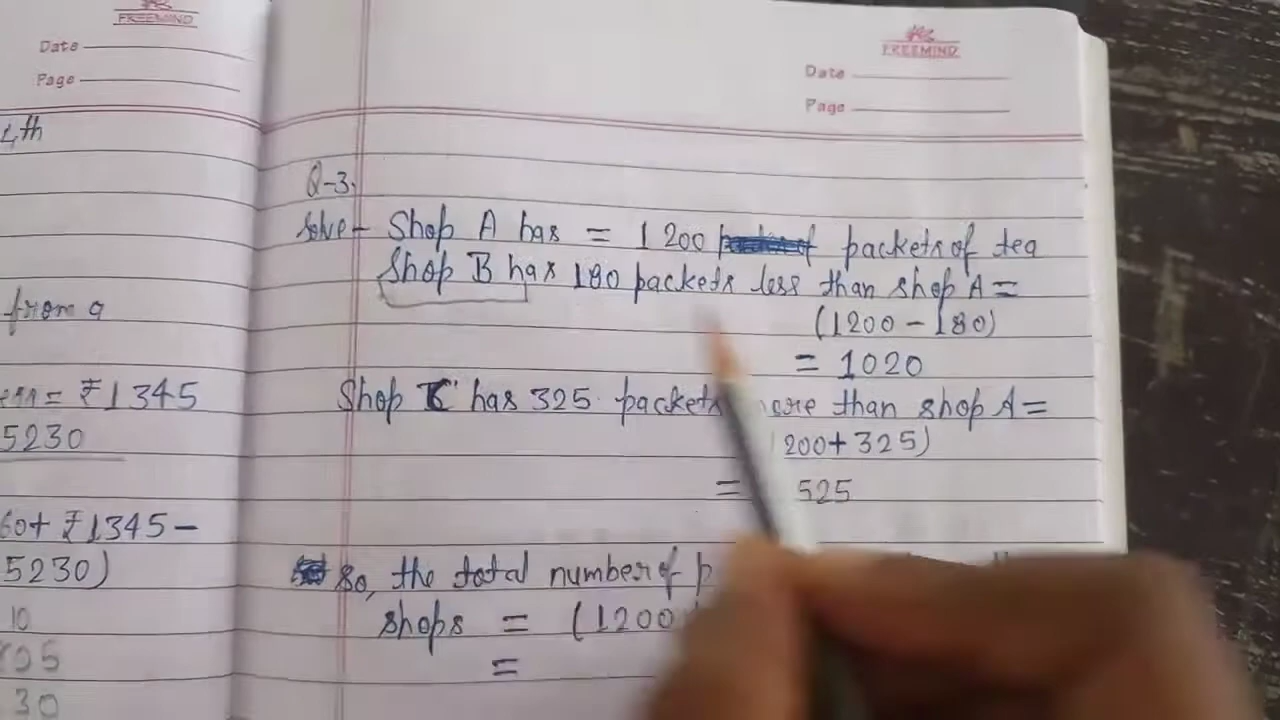 FREEMIND
Date
Page
4th
from a
= ₹1345
5230
60+ ₹1345-
5230)
10
05
30
FREEMIND
Date
Page
Q-3.
Solve- Shop A has = 1200 packets of tea
Shop B has 180 packets less than shop A =
(1200 - 180)
= 1020
Shop C has 325 packets more than shop A =
200+325)
= 525
So, the total number of p
shops = (1200
=